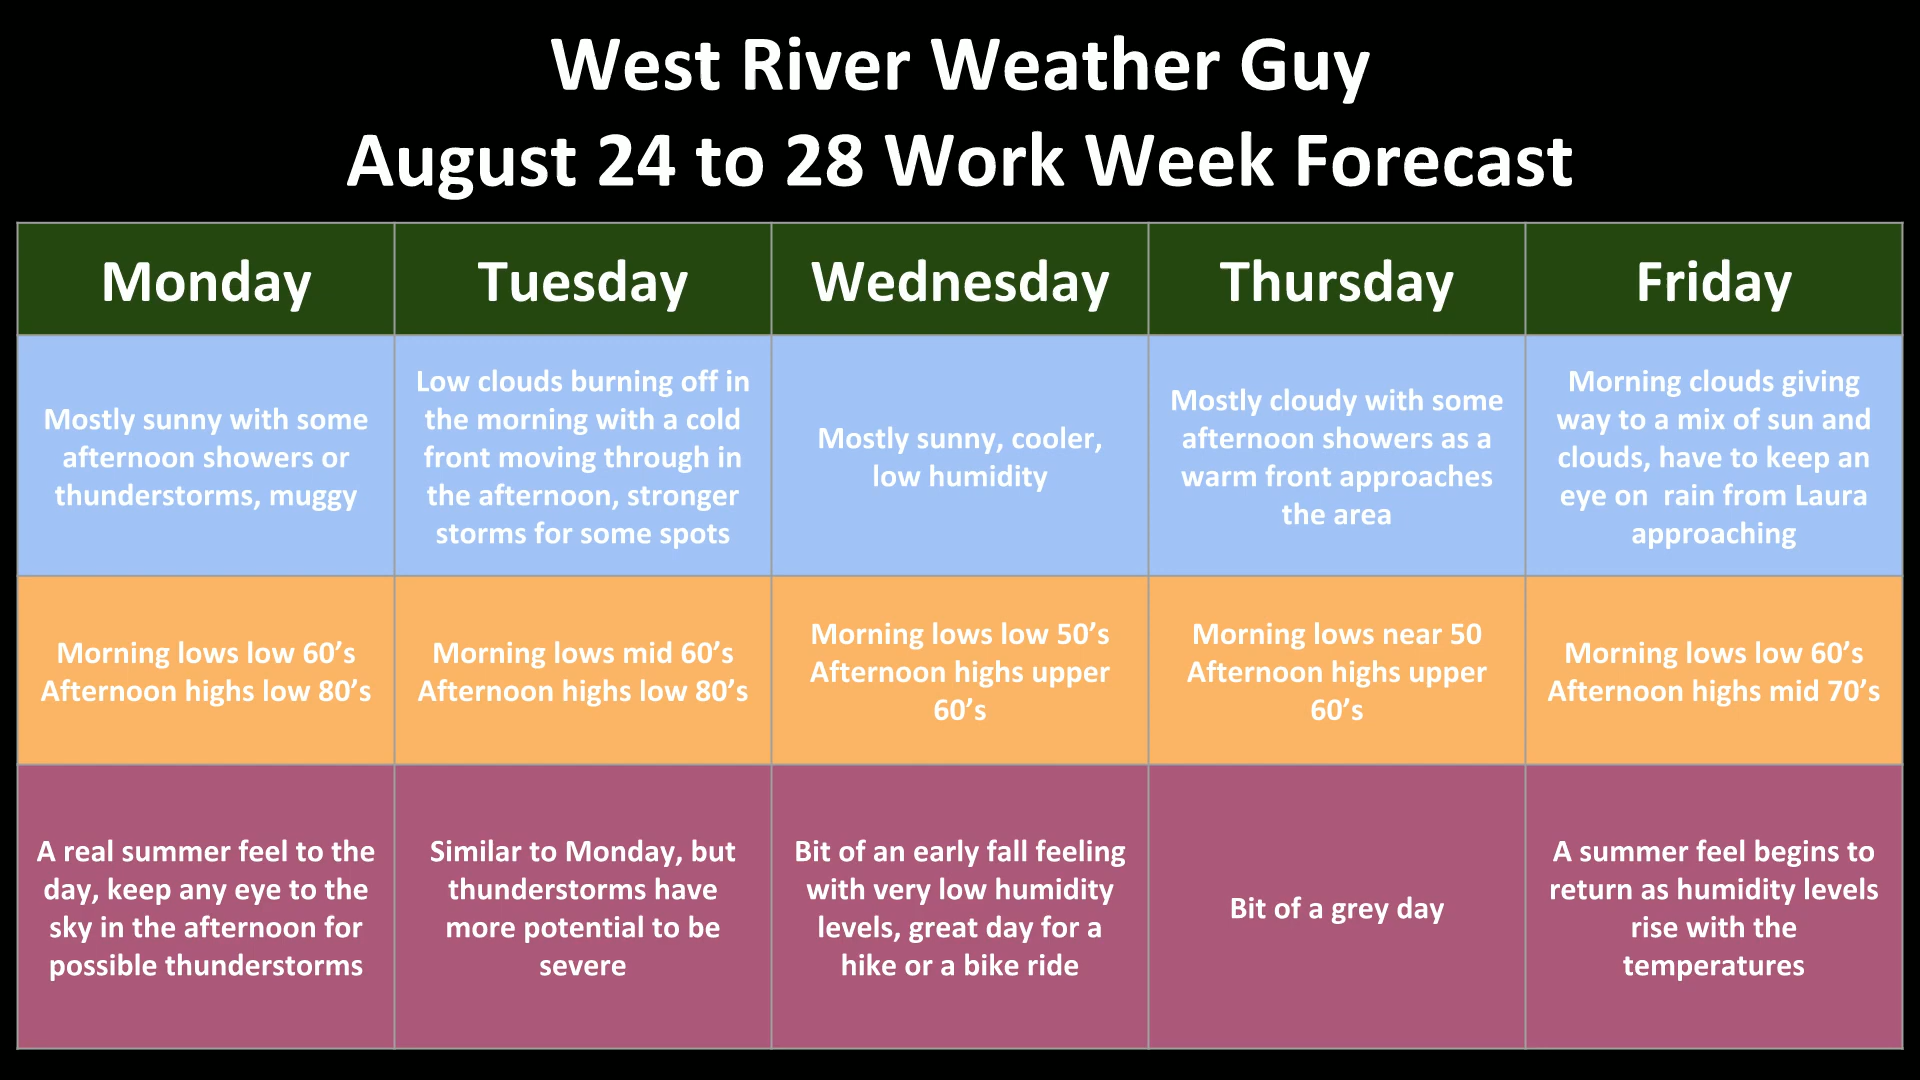 West River Weather Guy
August 24 to 28 Work Week Forecast
Monday
Tuesday
Wednesday
Thursday
Friday
Mostly sunny with some
afternoon showers or
thunderstorms, muggy
Low clouds burning off in
the morning with a cold
front moving through in
the afternoon, stronger
storms for some spots
Mostly sunny, cooler,
low humidity
Mostly cloudy with some
afternoon showers as a
warm front approaches
the area
Morning clouds giving
way to a mix of sun and
clouds, have to keep an
eye on  rain from Laura
approaching
Morning lows low 60’s
Afternoon highs low 80’s
Morning lows mid 60’s
Afternoon highs low 80’s
Morning lows low 50’s
Afternoon highs upper
60’s
Morning lows near 50
Afternoon highs upper
60’s
Morning lows low 60’s
Afternoon highs mid 70’s
A real summer feel to the
day, keep any eye to the
sky in the afternoon for
possible thunderstorms
Similar to Monday, but
thunderstorms have
more potential to be
severe
Bit of an early fall feeling
with very low humidity
levels, great day for a
hike or a bike ride
Bit of a grey day
A summer feel begins to
return as humidity levels
rise with the
temperatures